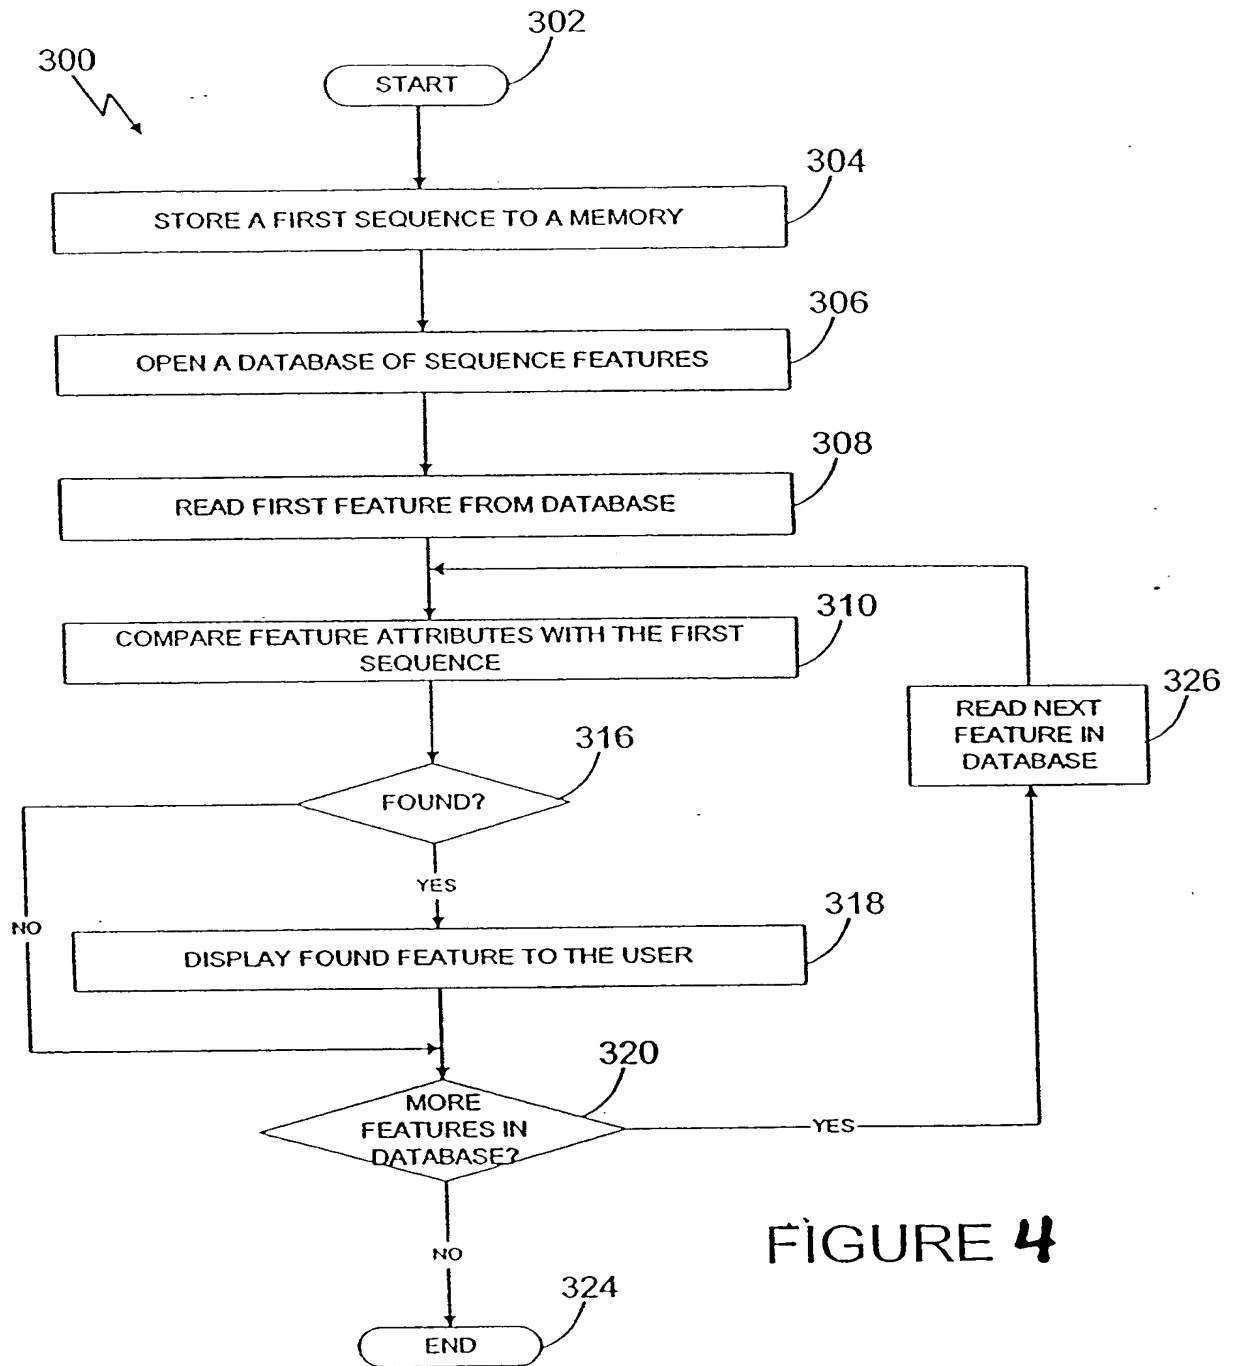 302
300
START
304
STORE A FIRST SEQUENCE TO A MEMORY
306
OPEN A DATABASE OF SEQUENCE FEATURES
308
READ FIRST FEATURE FROM DATABASE
310
COMPARE FEATURE ATTRIBUTES WITH THE FIRST
SEQUENCE
326
READ NEXT
FEATURE IN
DATABASE
316
FOUND?
YES
NO
318
DISPLAY FOUND FEATURE TO THE USER
320
MORE
FEATURES IN
DATABASE?
YES
NO
FIGURE 4
324
END